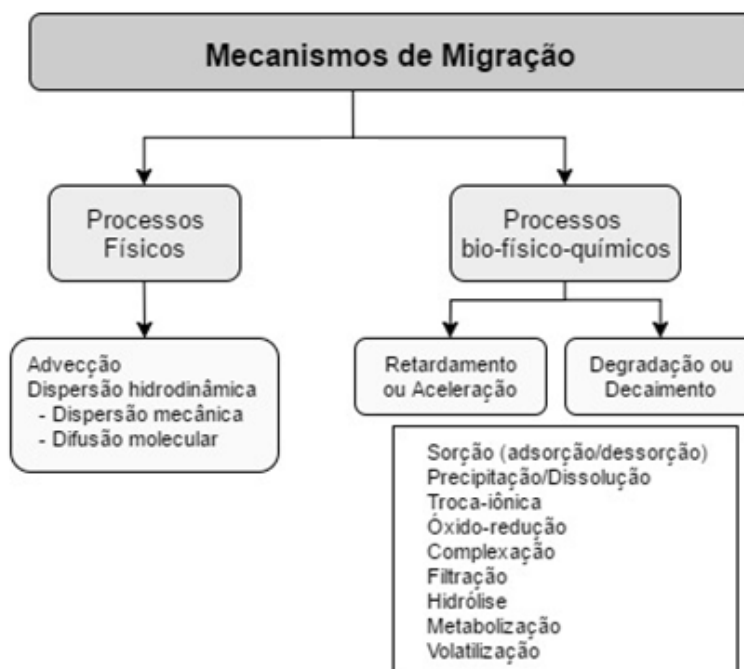 Mecanismos de Migração
Processos
Físicos
Processos
bio-físico-químicos
Advecção
Dispersão hidrodinâmica
- Dispersão mecânica
- Difusão molecular
Retardamento
ou Aceleração
Degradação ou
Decaimento
Sorção (adsorção/dessorção)
Precipitação/Dissolução
Troca-iônica
Óxido-redução
Complexação
Filtração
Hidrólise
Metabolização
Volatilização